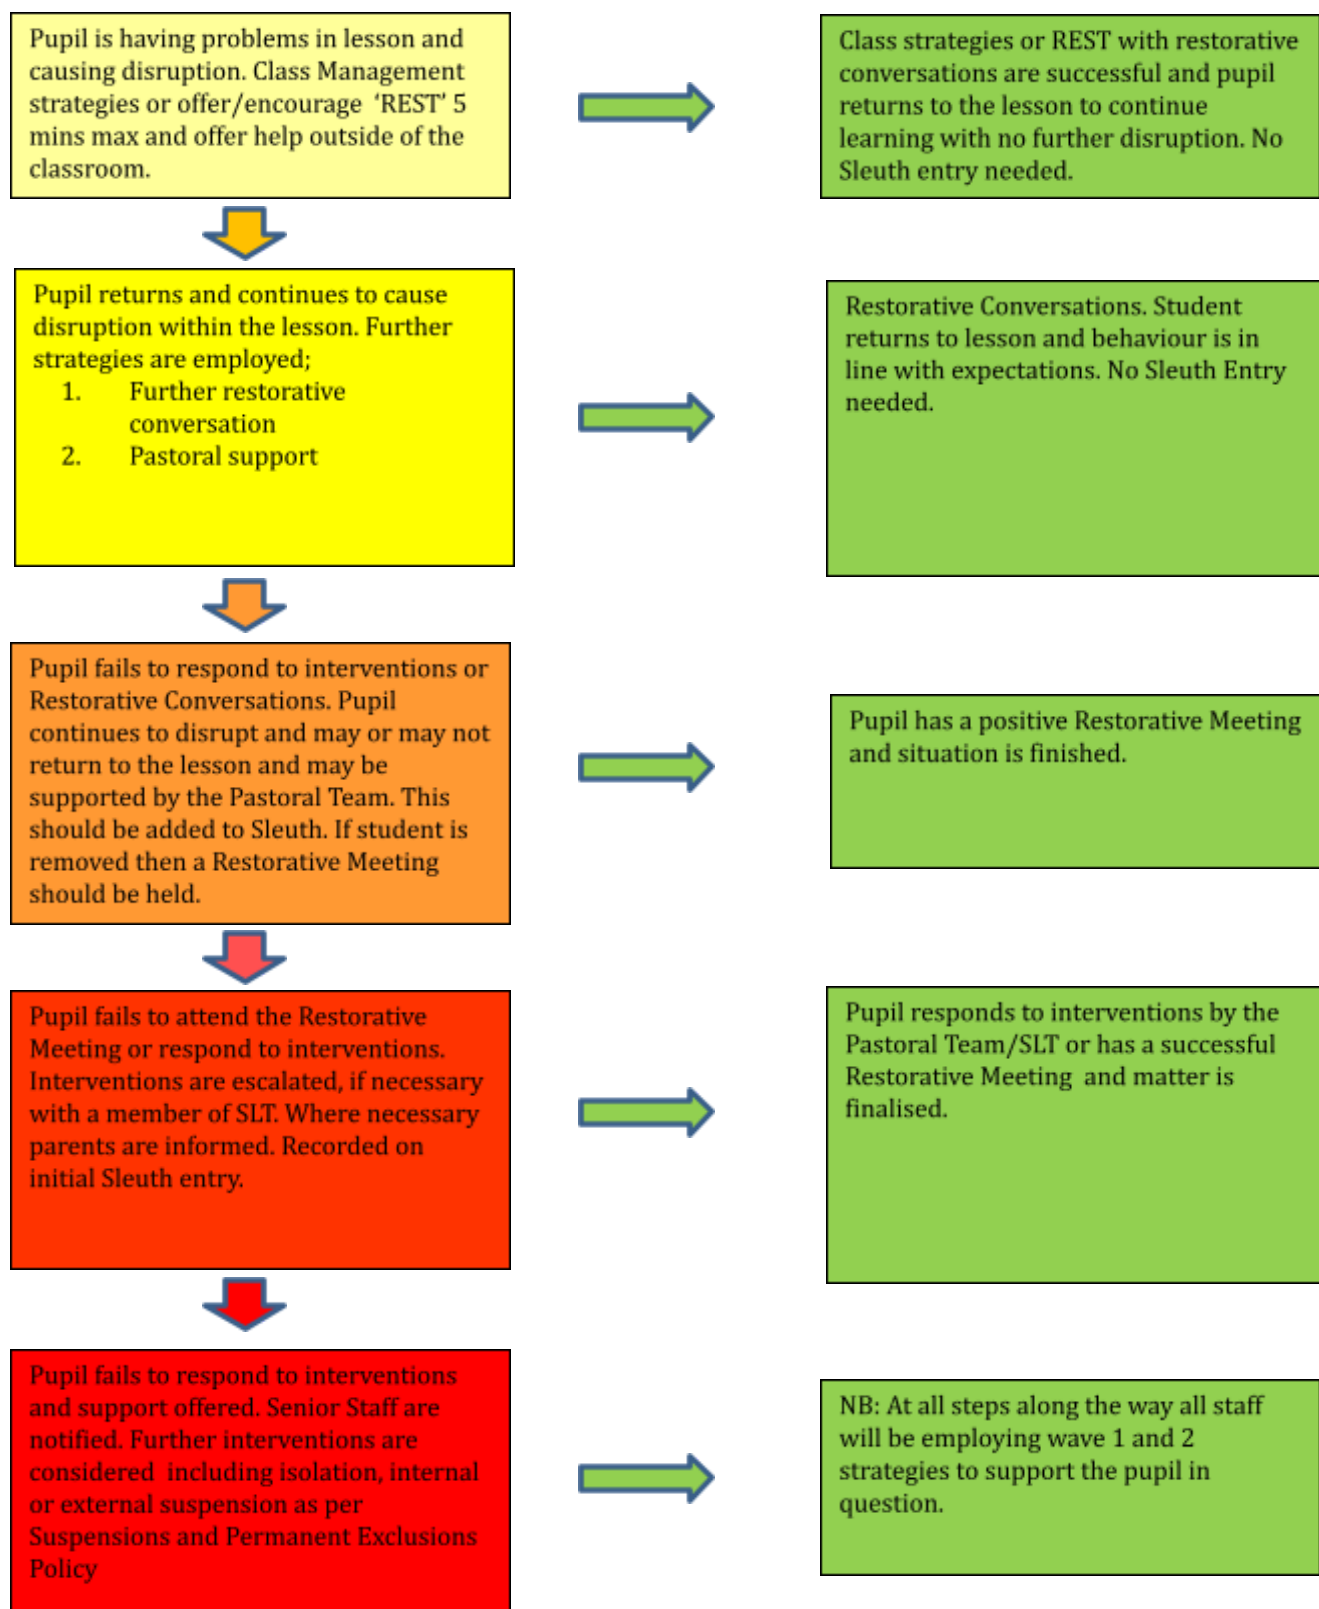 Pupil is having problems in lesson and
causing disruption. Class Management
strategies or offer/encourage ‘REST’ 5
mins max and offer help outside of the
classroom.
Class strategies or REST with restorative
conversations are successful and pupil
returns to the lesson to continue
learning with no further disruption. No
Sleuth entry needed.
Pupil returns and continues to cause
disruption within the lesson. Further
strategies are employed;
1. Further restorative
conversation
2. Pastoral support
Restorative Conversations. Student
returns to lesson and behaviour is in
line with expectations. No Sleuth Entry
needed.
Pupil fails to respond to interventions or
Restorative Conversations. Pupil
continues to disrupt and may or may not
return to the lesson and may be
supported by the Pastoral Team. This
should be added to Sleuth. If student is
removed then a Restorative Meeting
should be held.
Pupil has a positive Restorative Meeting
and situation is finished.
Pupil fails to attend the Restorative
Meeting or respond to interventions.
Interventions are escalated, if necessary
with a member of SLT. Where necessary
parents are informed. Recorded on
initial Sleuth entry.
Pupil responds to interventions by the
Pastoral Team/SLT or has a successful
Restorative Meeting and matter is
finalised.
Pupil fails to respond to interventions
and support offered. Senior Staff are
notified. Further interventions are
considered including isolation, internal
or external suspension as per
Suspensions and Permanent Exclusions
Policy
NB: At all steps along the way all staff
will be employing wave 1 and 2
strategies to support the pupil in
question.